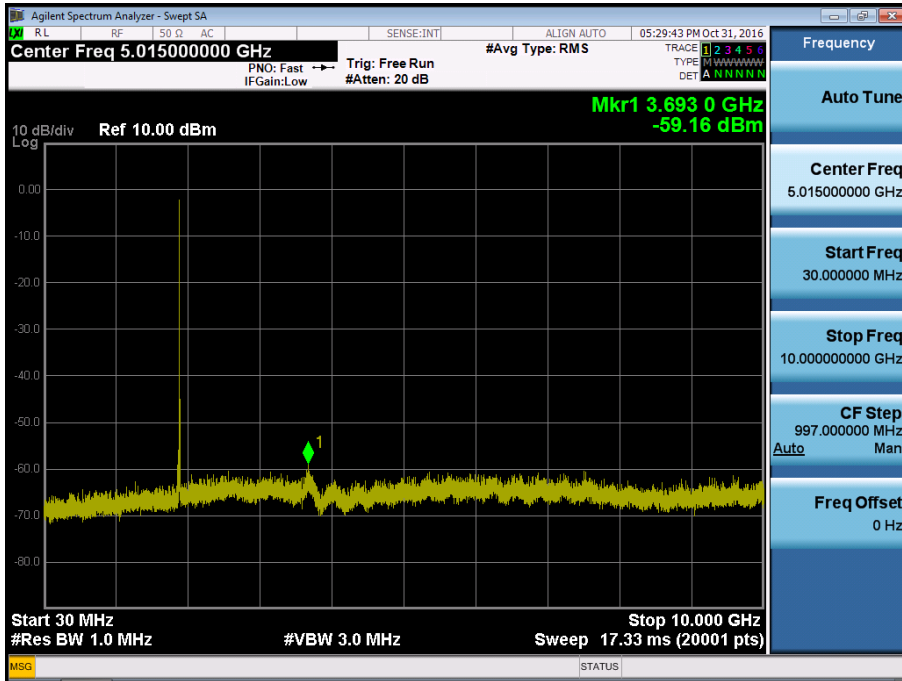 Agilent Spectrum Analyzer - Swept SA
LXI RL RF 50 Ω AC SENSE:INT ALIGN AUTO 05:29:43 PM Oct 31, 2016
Center Freq 5.015000000 GHz
PNO: Fast
IFGain:Low
Trig: Free Run
#Atten: 20 dB
#Avg Type: RMS
TRACE 1 2 3 4 5 6
TYPE M WWWWW
DET A N N N N N
Mkr1 3.693 0 GHz
-59.16 dBm
10 dB/div Ref 10.00 dBm
Log
0.00
-10.0
-20.0
-30.0
-40.0
-50.0
-60.0
-70.0
-80.0
1
Start 30 MHz Stop 10.000 GHz
#Res BW 1.0 MHz #VBW 3.0 MHz Sweep 17.33 ms (20001 pts)
MSG STATUS
Frequency
Auto Tune
Center Freq
5.015000000 GHz
Start Freq
30.000000 MHz
Stop Freq
10.000000000 GHz
CF Step
997.000000 MHz
Auto Man
Freq Offset
0 Hz